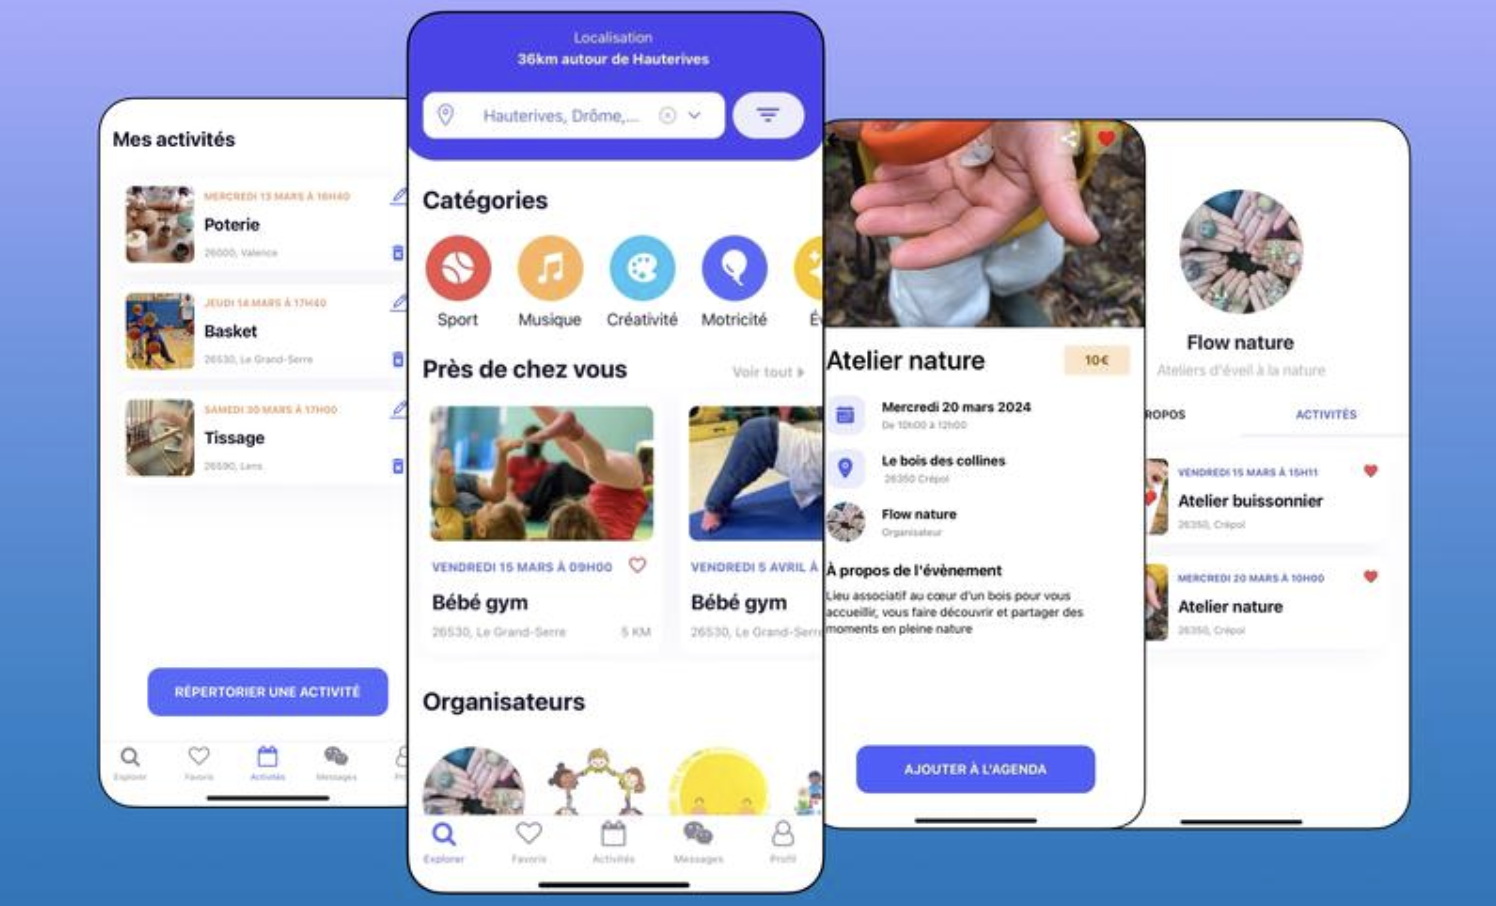 Mes activités
MERCREDI 13 MARS À 16H40
Poterie
26000, Valence
JEUDI 14 MARS À 17H40
Basket
26530, Le Grand-Serre
SAMEDI 30 MARS À 17H00
Tissage
26590, Lens
RÉPERTORIER UNE ACTIVITÉ
Explorer
Favoris
Activités
Messages
Localisation
36km autour de Hauterives
Hauterives, Drôme,...
Catégories
Sport
Musique
Créativité
Motricité
Év
Près de chez vous
Voir tout
VENDREDI 15 MARS À 09H00
Bébé gym
26530, Le Grand-Serre
5 KM
VENDREDI 5 AVRIL À
Bébé gym
26530, Le Grand-Serre
Organisateurs
Explorer
Favoris
Activités
Messages
Profil
Atelier nature
10€
Mercredi 20 mars 2024
De 10h00 à 12h00
Le bois des collines
26350 Crépol
Flow nature
Organisateur
À propos de l'évènement
Lieu associatif au cœur d'un bois pour vous
accueillir, vous faire découvrir et partager des
moments en pleine nature
AJOUTER À L'AGENDA
Flow nature
Ateliers d'éveil à la nature
ROPOS
ACTIVITÉS
VENDREDI 15 MARS À 15H11
Atelier buissonnier
26350, Crépol
MERCREDI 20 MARS À 10H00
Atelier nature
26350, Crépol